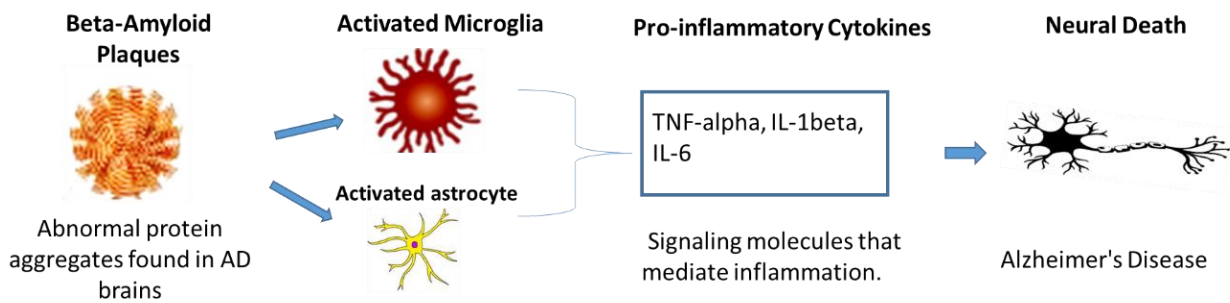 Beta-Amyloid
Plaques
Abnormal protein
aggregates found in AD
brains
Activated Microglia
Activated astrocyte
Pro-inflammatory Cytokines
TNF-alpha, IL-1beta,
IL-6
Signaling molecules that
mediate inflammation.
Neural Death
Alzheimer's Disease